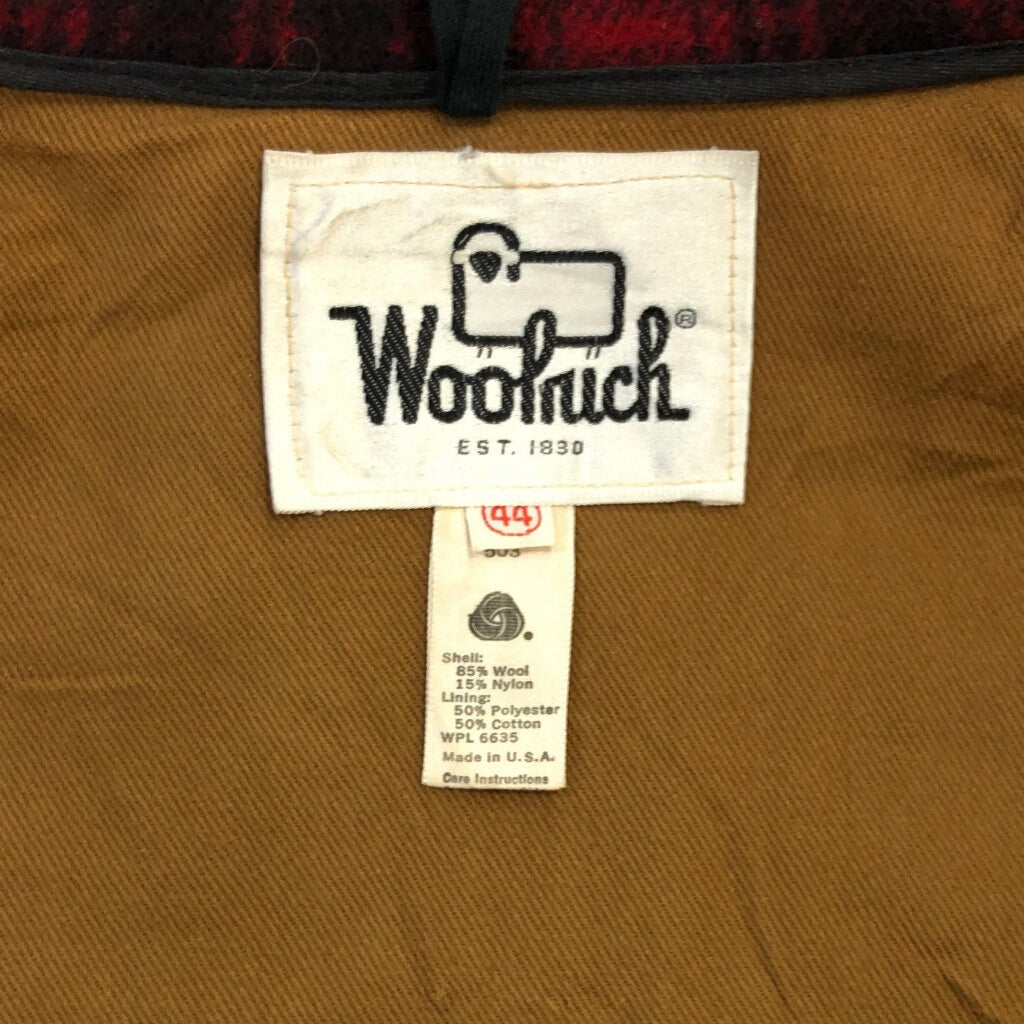 Woolrich®
EST. 1830
44
503
Shell:
85% Wool
15% Nylon
Lining:
50% Polyester
50% Cotton
WPL 6635
Made in U.S.A.
Care Instructions